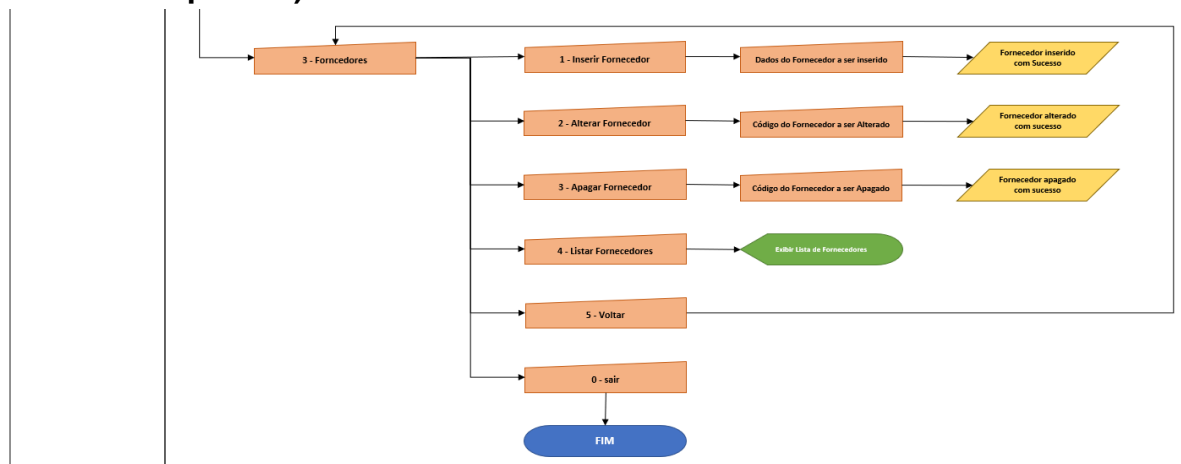 3 - Forncedores
1 - Inserir Fornecedor
Dados do Fornecedor a ser inserido
Fornecedor inserido
com Sucesso
2 - Alterar Fornecedor
Código do Fornecedor a ser Alterado
Fornecedor alterado
com sucesso
3 - Apagar Fornecedor
Código do Fornecedor a ser Apagado
Fornecedor apagado
com sucesso
4 - Listar Fornecedores
Exibir Lista de Fornecedores
5 - Voltar
0 - sair
FIM